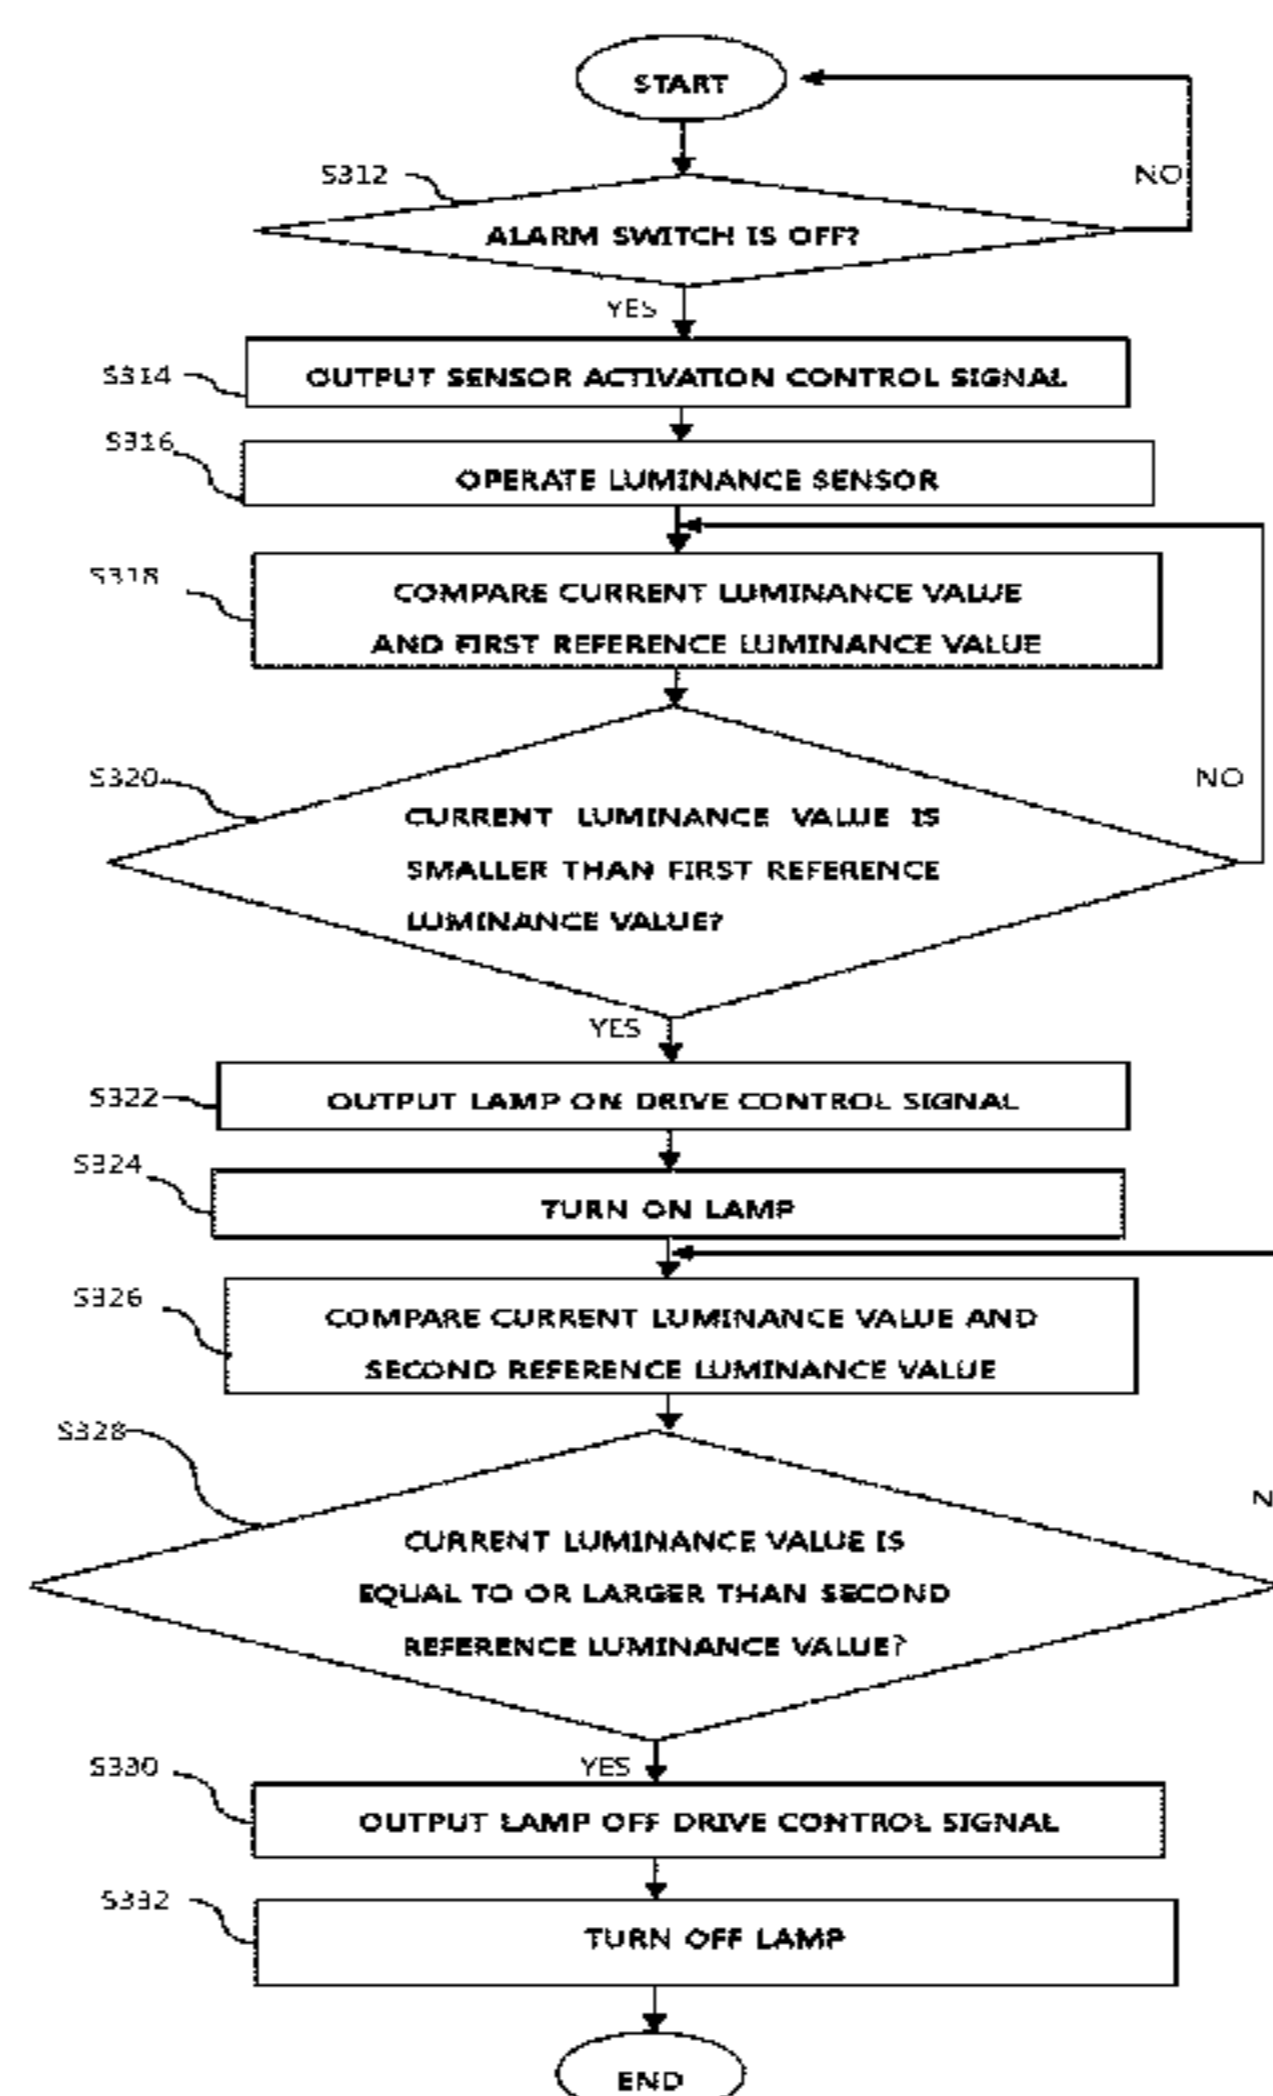 START
S312
NO
ALARM SWITCH IS OFF?
YES
S314
OUTPUT SENSOR ACTIVATION CONTROL SIGNAL
S316
OPERATE LUMINANCE SENSOR
S318
COMPARE CURRENT LUMINANCE VALUE
AND FIRST REFERENCE LUMINANCE VALUE
S320
NO
CURRENT LUMINANCE VALUE IS
SMALLER THAN FIRST REFERENCE
LUMINANCE VALUE?
YES
S322
OUTPUT LAMP ON DRIVE CONTROL SIGNAL
S324
TURN ON LAMP
S326
COMPARE CURRENT LUMINANCE VALUE AND
SECOND REFERENCE LUMINANCE VALUE
S328
N
CURRENT LUMINANCE VALUE IS
EQUAL TO OR LARGER THAN SECOND
REFERENCE LUMINANCE VALUE?
YES
S330
OUTPUT LAMP OFF DRIVE CONTROL SIGNAL
S332
TURN OFF LAMP
END